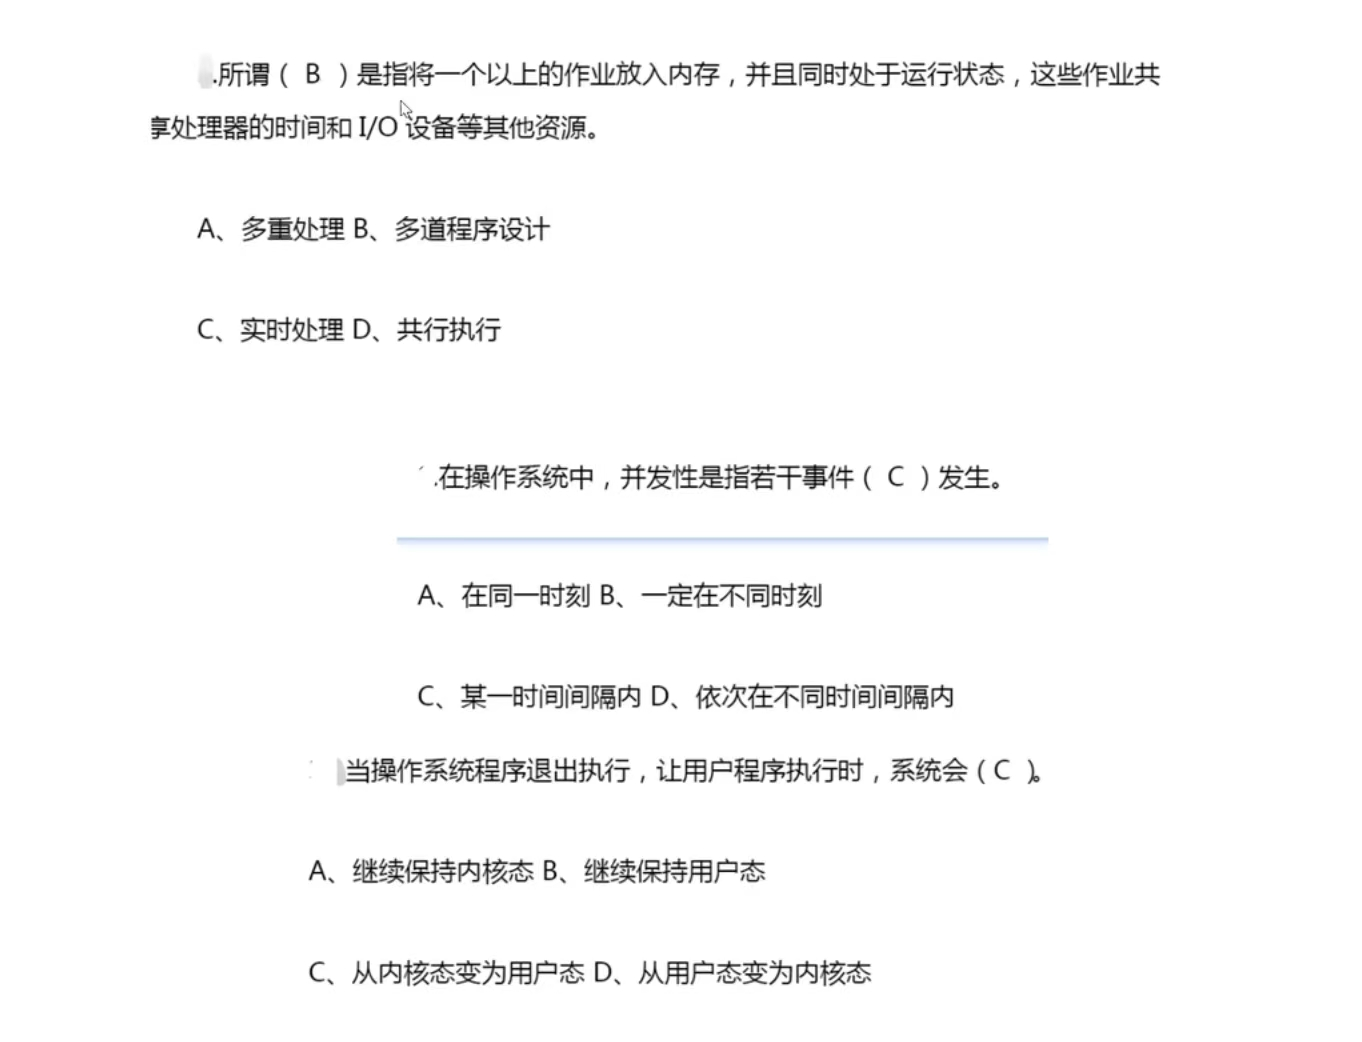 .所谓（ B ）是指将一个以上的作业放入内存，并且同时处于运行状态，这些作业共
享处理器的时间和 I/O 设备等其他资源。
A、多重处理 B、多道程序设计
C、实时处理 D、共行执行
.在操作系统中，并发性是指若干事件（ C ）发生。
A、在同一时刻 B、一定在不同时刻
C、某一时间间隔内 D、依次在不同时间间隔内
当操作系统程序退出执行，让用户程序执行时，系统会（C ）。
A、继续保持内核态 B、继续保持用户态
C、从内核态变为用户态 D、从用户态变为内核态